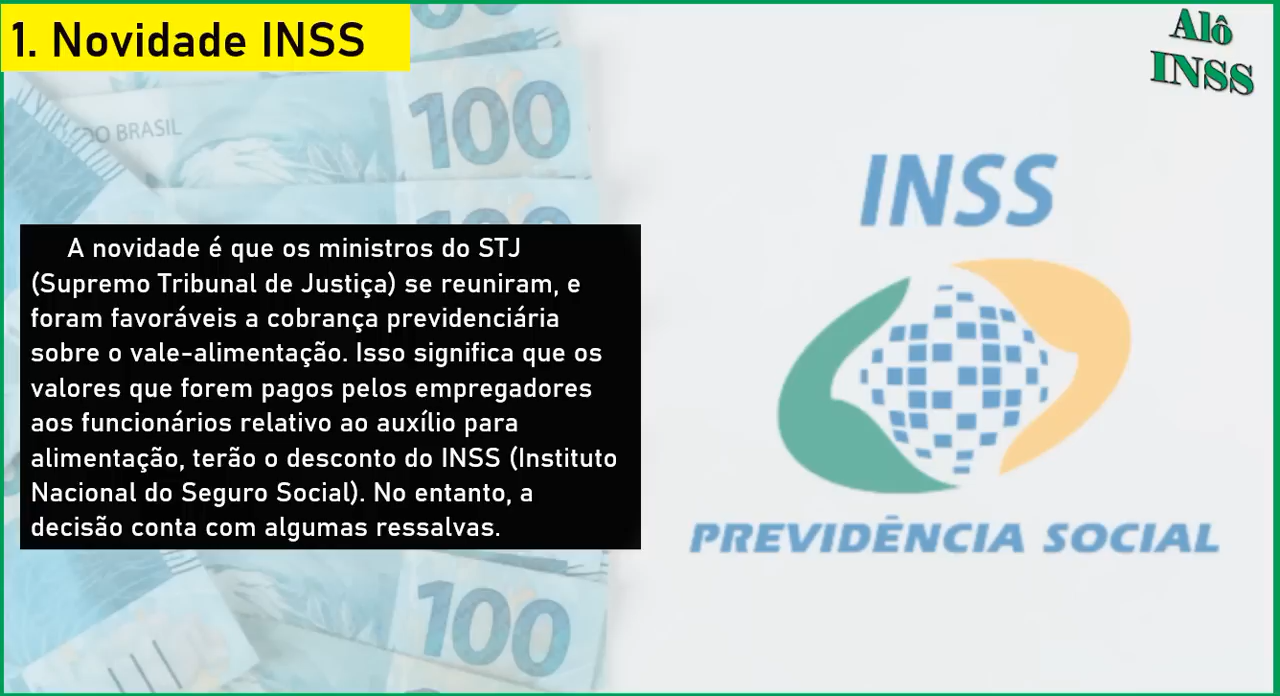 1. Novidade INSS
Alô
INSS
DO BRASIL
100
100
INSS
A novidade é que os ministros do STJ
(Supremo Tribunal de Justiça) se reuniram, e
foram favoráveis a cobrança previdenciária
sobre o vale-alimentação. Isso significa que os
valores que forem pagos pelos empregadores
aos funcionários relativo ao auxílio para
alimentação, terão o desconto do INSS (Instituto
Nacional do Seguro Social). No entanto, a
decisão conta com algumas ressalvas.
PREVIDÊNCIA SOCIAL
100